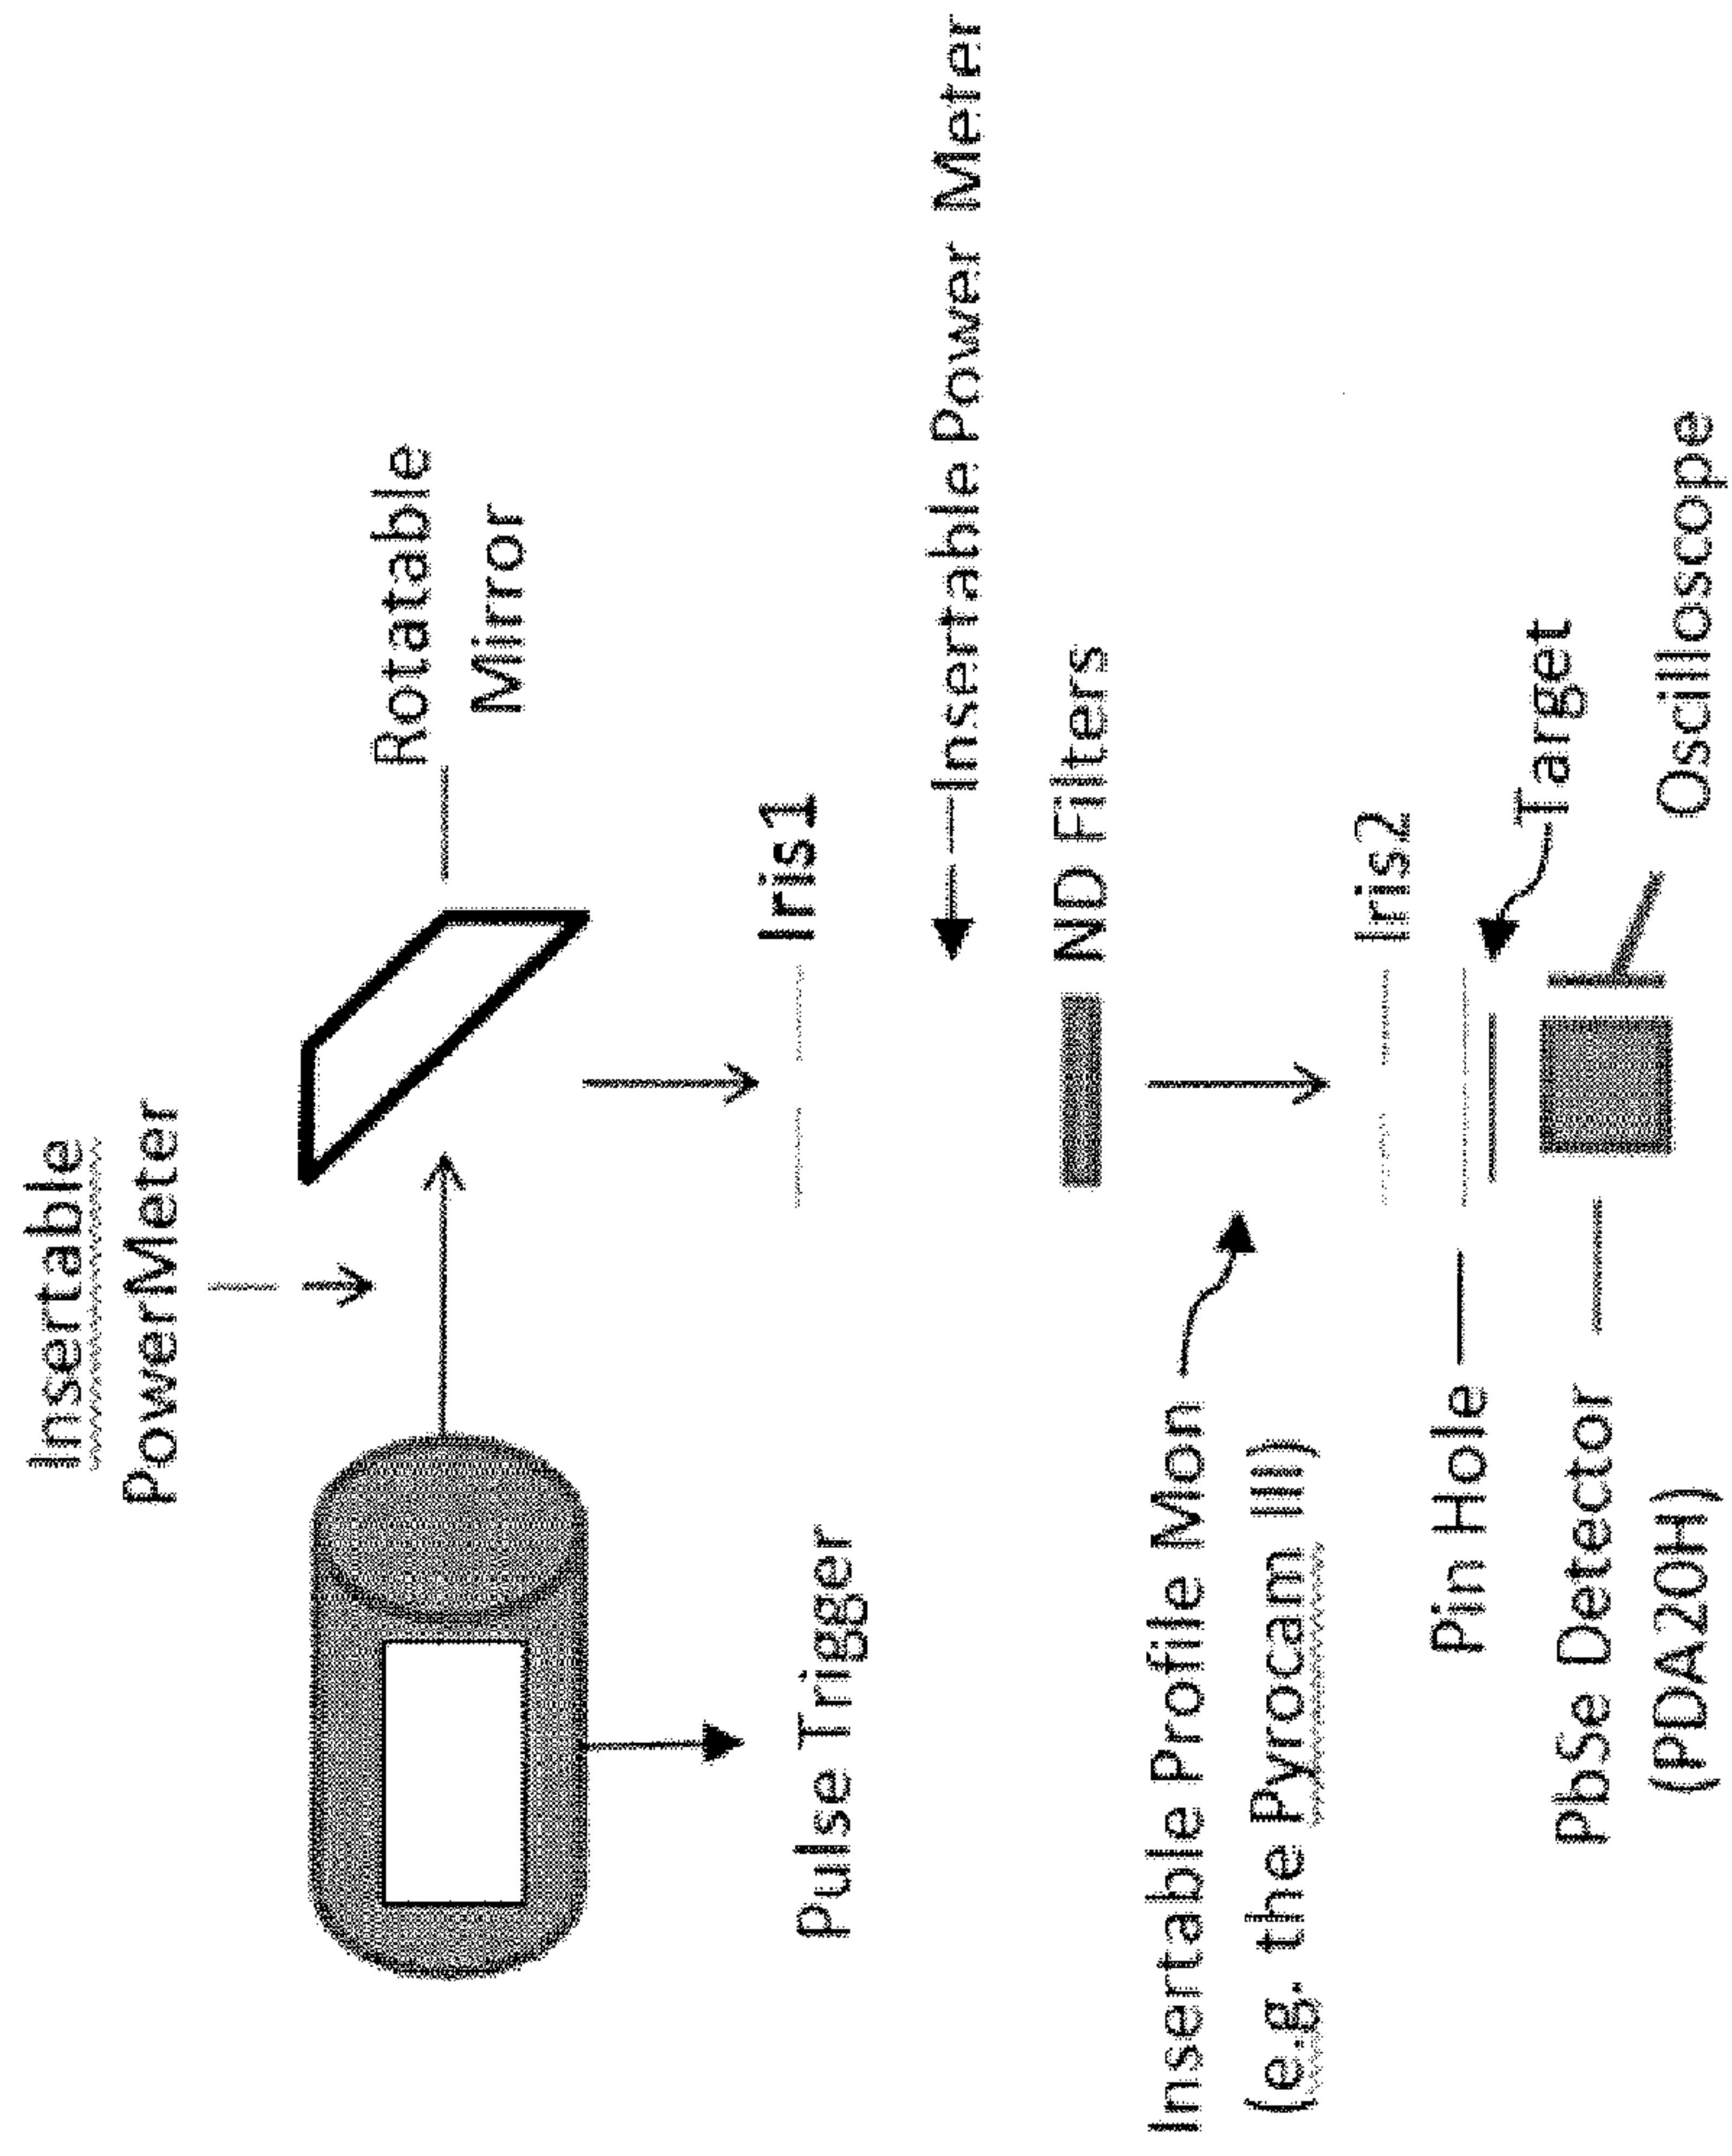 Insertable
PowerMeter
Rotatable
Mirror
Iris1
Pulse Trigger
Insertable Power Meter
ND Filters
Insertable Profile Mon
(e.g. the Pyrocam III)
Iris2
Pin Hole
Target
PbSe Detector
(PDA20H)
Oscilloscope